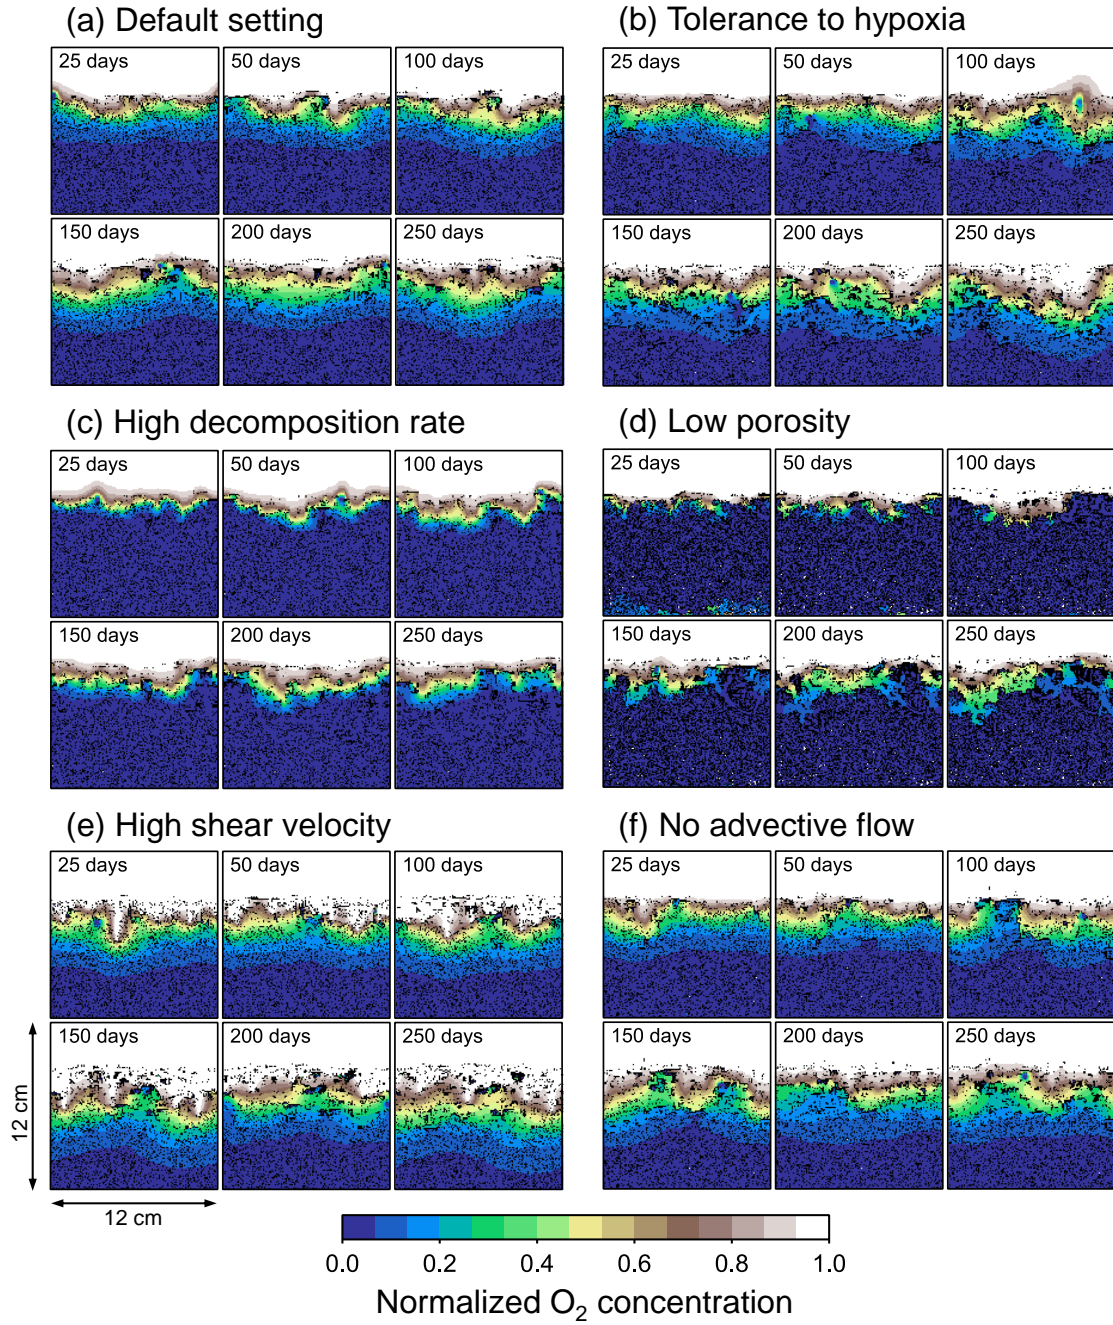 (a) Default setting
25 days
50 days
100 days
150 days
200 days
250 days
(b) Tolerance to hypoxia
25 days
50 days
100 days
150 days
200 days
250 days
(c) High decomposition rate
25 days
50 days
100 days
150 days
200 days
250 days
(d) Low porosity
25 days
50 days
100 days
150 days
200 days
250 days
(e) High shear velocity
25 days
50 days
100 days
150 days
200 days
250 days
12 cm
12 cm
(f) No advective flow
25 days
50 days
100 days
150 days
200 days
250 days
0.0 0.2 0.4 0.6 0.8 1.0
Normalized O₂ concentration